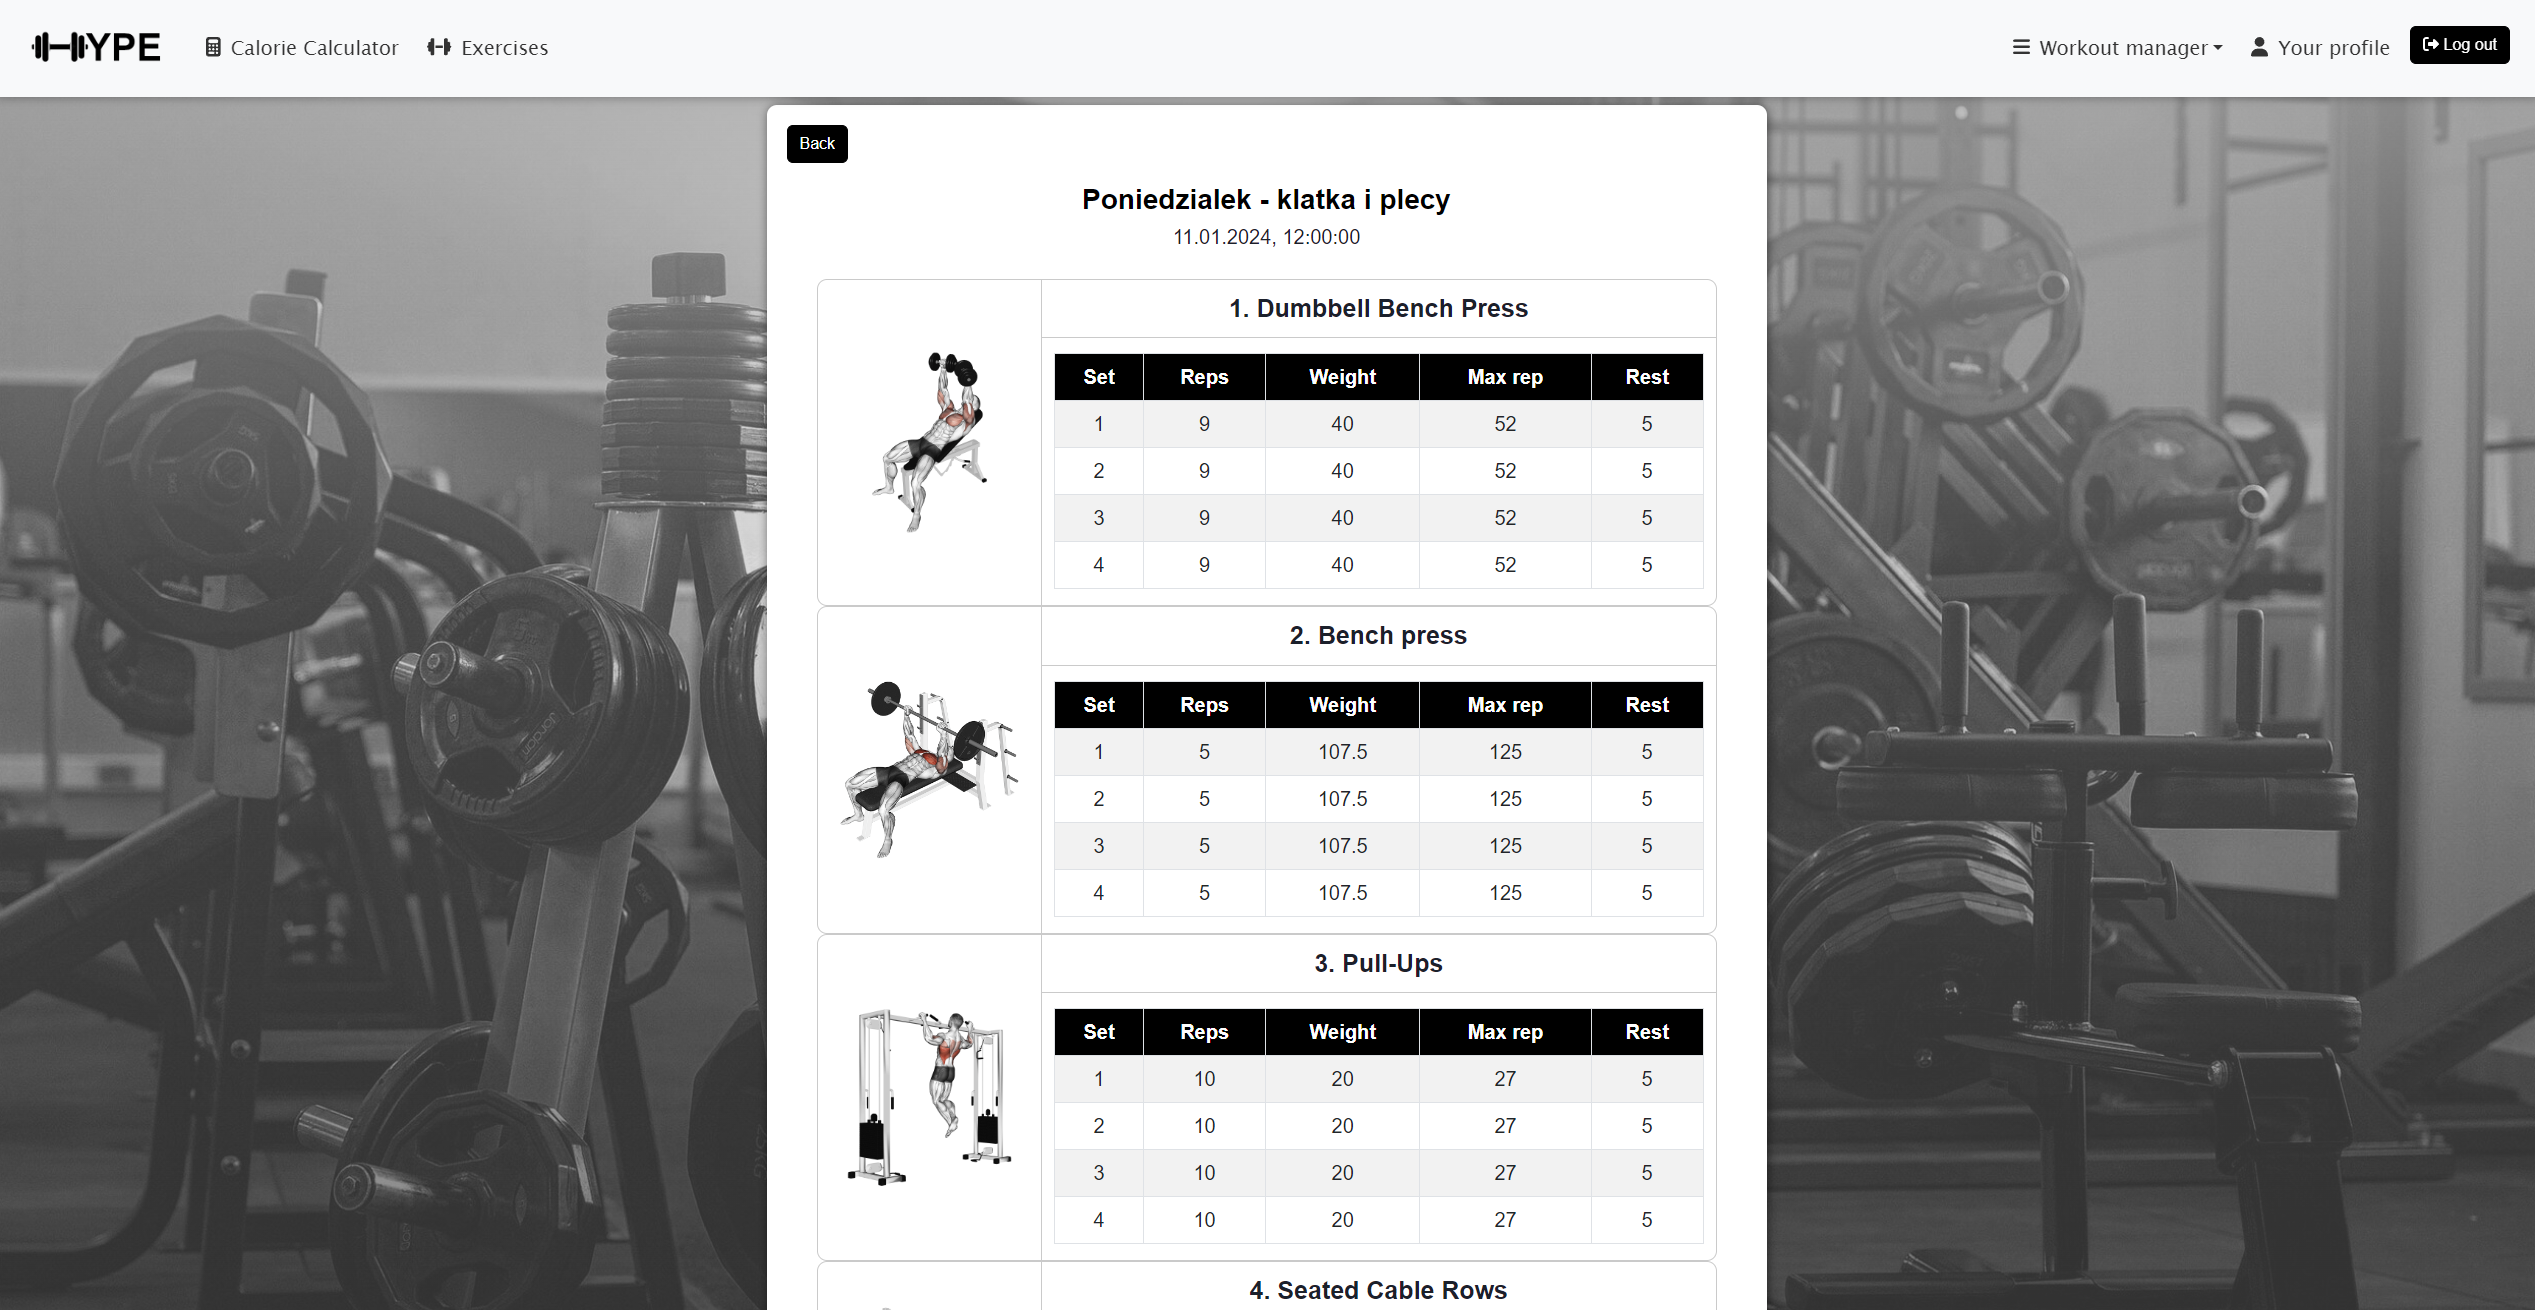 HYPE
Calorie Calculator
Exercises
Workout manager
Your profile
Log out
Back
Poniedzialek - klatka i plecy
11.01.2024, 12:00:00
1. Dumbbell Bench Press
Set Reps Weight Max rep Rest
1 9 40 52 5
2 9 40 52 5
3 9 40 52 5
4 9 40 52 5
2. Bench press
Set Reps Weight Max rep Rest
1 5 107.5 125 5
2 5 107.5 125 5
3 5 107.5 125 5
4 5 107.5 125 5
3. Pull-Ups
Set Reps Weight Max rep Rest
1 10 20 27 5
2 10 20 27 5
3 10 20 27 5
4 10 20 27 5
4. Seated Cable Rows